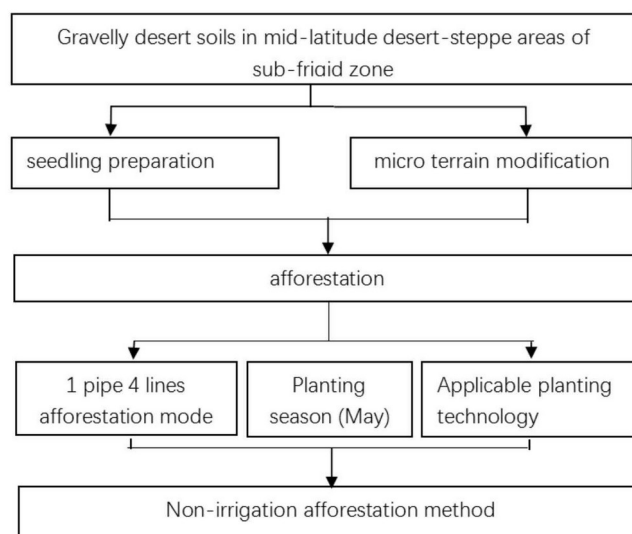 Gravelly desert soils in mid-latitude desert-steppe areas of
sub-frigid zone
seedling preparation
micro terrain modification
afforestation
1 pipe 4 lines
afforestation mode
Planting
season (May)
Applicable planting
technology
Non-irrigation afforestation method